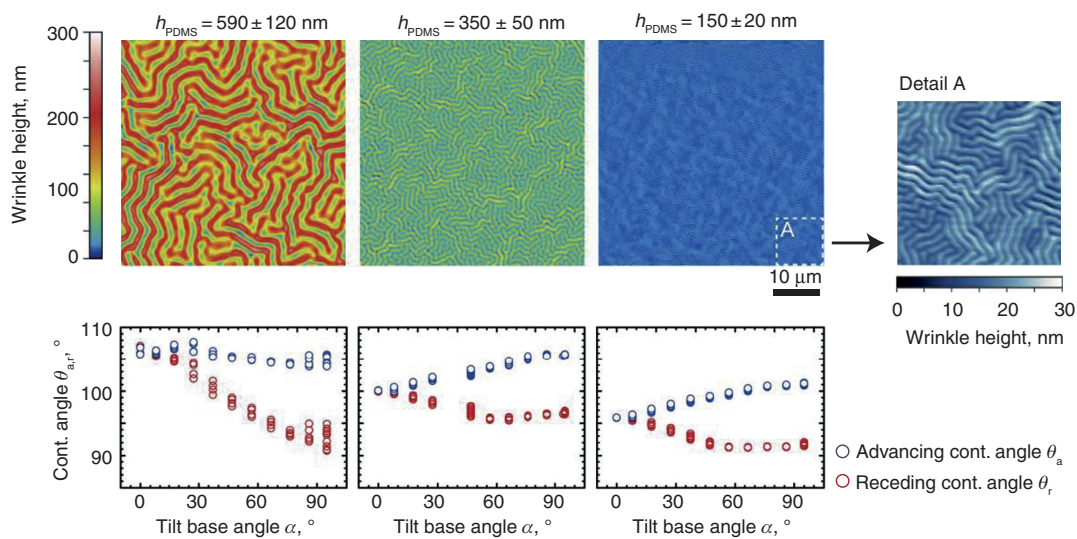 h_PDMS = 590 ± 120 nm
h_PDMS = 350 ± 50 nm
h_PDMS = 150 ± 20 nm
300
200
100
0
Wrinkle height, nm
A
10 μm
Detail A
0 10 20 30
Wrinkle height, nm
110
100
90
Cont. angle θ_a,r, °
0 30 60 90
Tilt base angle α, °
0 30 60 90
Tilt base angle α, °
0 30 60 90
Tilt base angle α, °
Advancing cont. angle θ_a
Receding cont. angle θ_r